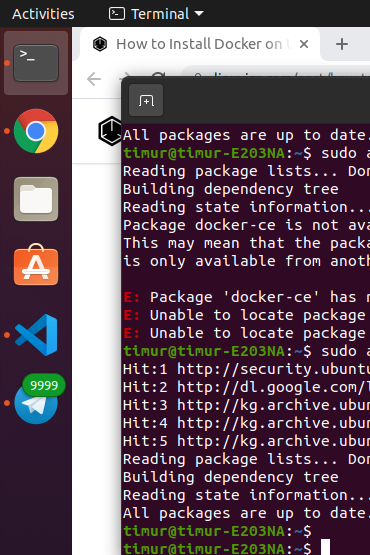 Activities
Terminal
How to Install Docker on
>_
All packages are up to date.
timur@timur-E203NA:~$ sudo a
Reading package lists... Don
Building dependency tree
Reading state information...
Package docker-ce is not ava
This may mean that the packa
is only available from anoth
E: Package 'docker-ce' has n
E: Unable to locate package
E: Unable to locate package
timur@timur-E203NA:~$ sudo a
Hit:1 http://security.ubuntu
Hit:2 http://dl.google.com/l
Hit:3 http://kg.archive.ubun
Hit:4 http://kg.archive.ubun
Hit:5 http://kg.archive.ubun
Reading package lists... Don
Building dependency tree
Reading state information...
All packages are up to date.
timur@timur-E203NA:~$
timur@timur-E203NA:~$
9999